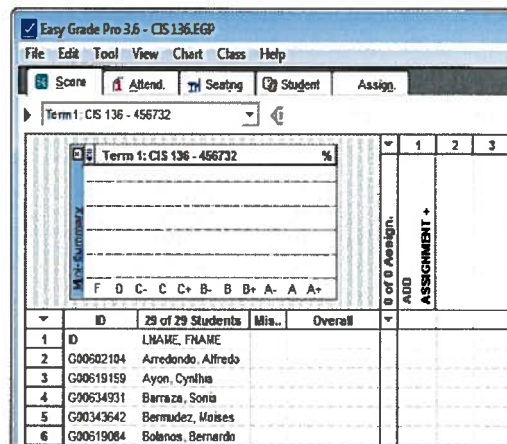 Easy Grade Pro 3.6 - CIS 136.EGP
File Edit Tool View Chart Class Help
Score Attend. Seating Student Assign.
Term 1: CIS 136 - 456732
Term 1: CIS 136 - 456732 %
Mini-Summary
F D C- C C+ B- B B+ A- A A+
0 of 0 Assign.
1 2 3
ADD
ASSIGNMENT +
ID 29 of 29 Students Mis.. Overall
1 ID LNAME, FNAME
2 G00602104 Arredondo, Alfredo
3 G00619159 Ayon, Cynthia
4 G00634931 Barraza, Sonia
5 G00343642 Bermudez, Moises
6 G00619084 Bolanos, Bernardo